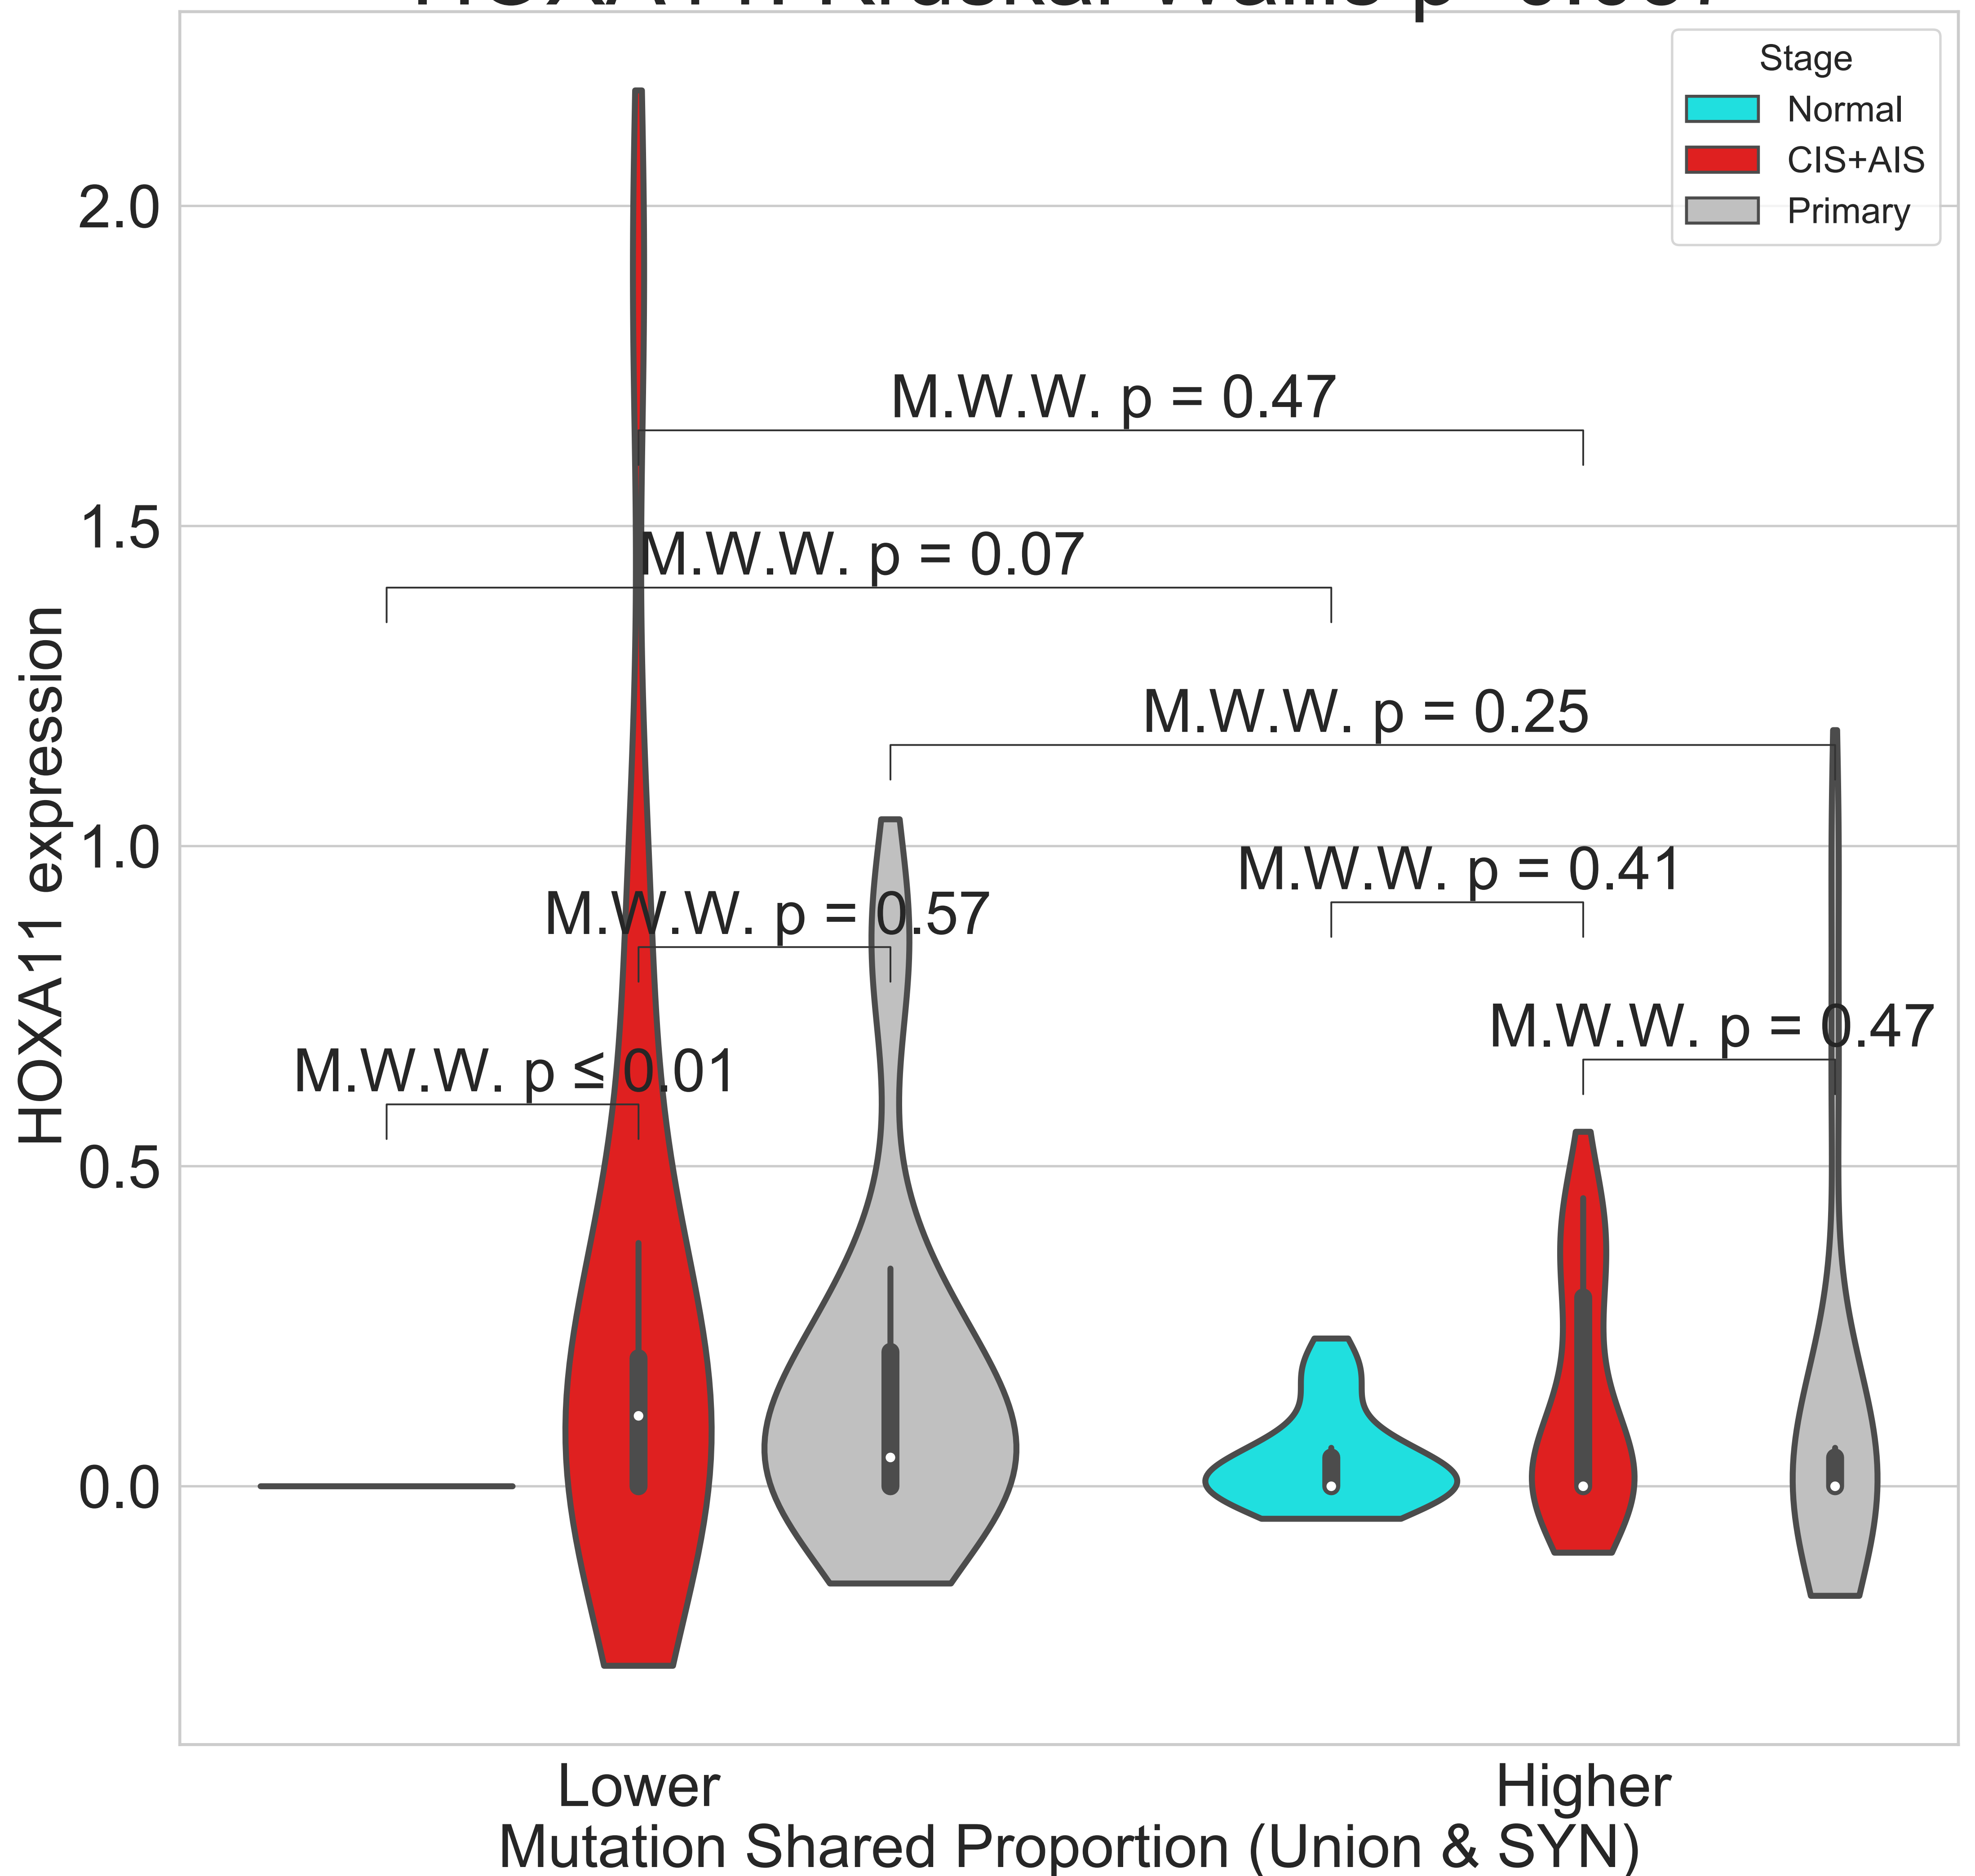 Stage
Normal
CIS+AIS
Primary
2.0
1.5
1.0
0.5
0.0
HOXA11 expression
M.W.W. p = 0.47
M.W.W. p = 0.07
M.W.W. p = 0.25
M.W.W. p = 0.41
M.W.W. p = 0.57
M.W.W. p = 0.47
M.W.W. p ≤ 0.01
Lower
Higher
Mutation Shared Proportion (Union & SYN)